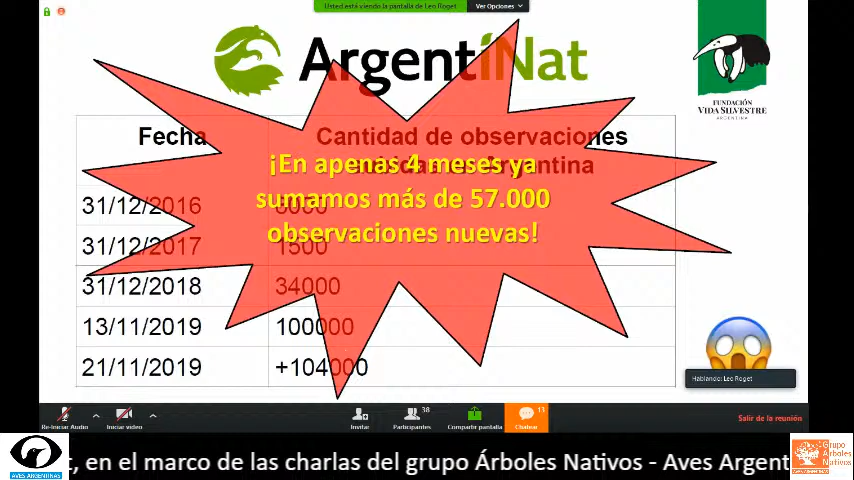 Usted está viendo la pantalla de Leo Roget
Ver Opciones
ArgentiNat
FUNDACIÓN
VIDA SILVESTRE
ARGENTINA
Fecha
Cantidad de observaciones
Argentina
¡En apenas 4 meses ya
sumamos más de 57.000
observaciones nuevas!
31/12/2016
31/12/2017
1500
31/12/2018
34000
13/11/2019
100000
21/11/2019
+104000
Hablando: Leo Roget
Re-Iniciar Audio
Iniciar video
Invitar
38
Participantes
Compartir pantalla
13
Chatear
Salir de la reunión
AVES ARGENTINAS
t, en el marco de las charlas del grupo Árboles Nativos - Aves Argent
Grupo
Árboles
Nativos